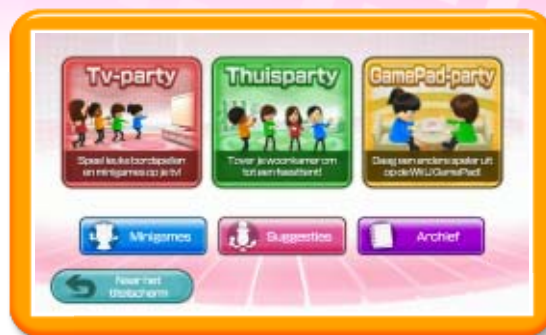 Tv-party
Thuisparty
GamePad-party
Speel leuke bordspellen
en minigames op je tv!
Tover je woonkamer om
tot een feesttent!
Daag een andere speler uit
op de Wii U GamePad!
Minigames
Suggesties
Archief
Naar het
titelscherm